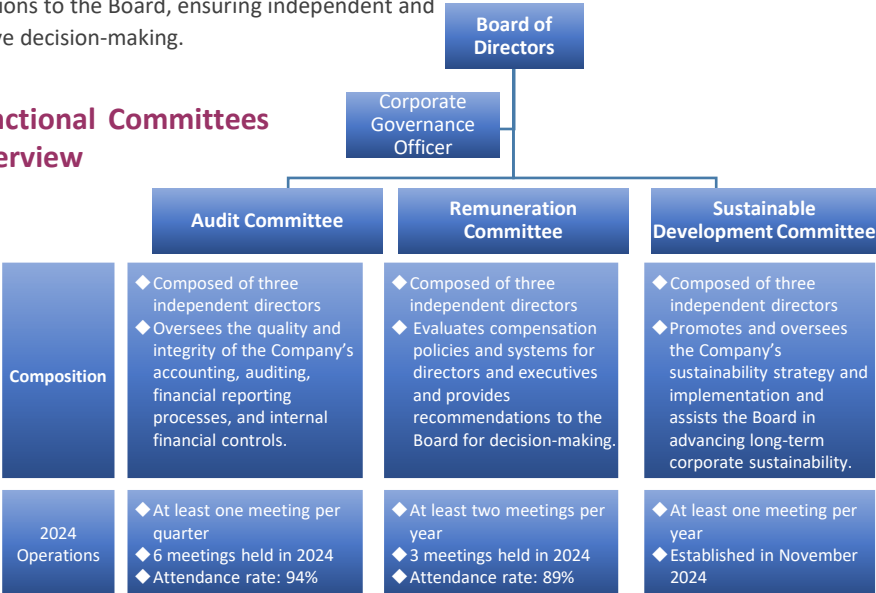 ions to the Board, ensuring independent and
ve decision-making.
Board of
Directors
Corporate
Governance
Officer
nctional Committees
erview
Audit Committee
Remuneration
Committee
Sustainable
Development Committee
Composition
◆Composed of three
independent directors
◆Oversees the quality and
integrity of the Company's
accounting, auditing,
financial reporting
processes, and internal
financial controls.
◆Composed of three
independent directors
◆ Evaluates compensation
policies and systems for
directors and executives
and provides
recommendations to the
Board for decision-making.
◆Composed of three
independent directors
◆Promotes and oversees
the Company's
sustainability strategy and
implementation and
assists the Board in
advancing long-term
corporate sustainability.
2024
Operations
◆At least one meeting per
quarter
◆6 meetings held in 2024
◆Attendance rate: 94%
◆At least two meetings per
year
◆3 meetings held in 2024
◆Attendance rate: 89%
◆At least one meeting per
year
◆Established in November
2024